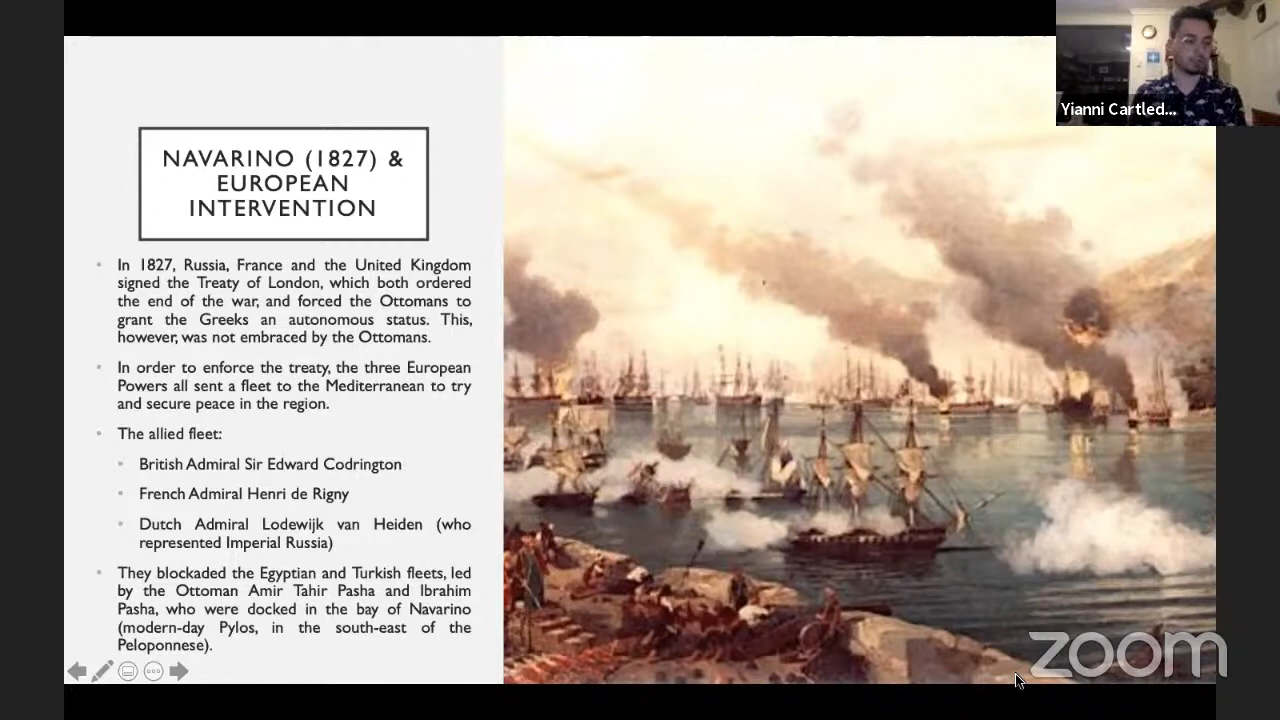 NAVARINO (1827) &
EUROPEAN
INTERVENTION
In 1827, Russia, France and the United Kingdom
signed the Treaty of London, which both ordered
the end of the war, and forced the Ottomans to
grant the Greeks an autonomous status. This,
however, was not embraced by the Ottomans.
In order to enforce the treaty, the three European
Powers all sent a fleet to the Mediterranean to try
and secure peace in the region.
The allied fleet:
British Admiral Sir Edward Codrington
French Admiral Henri de Rigny
Dutch Admiral Lodewijk van Heiden (who
represented Imperial Russia)
They blockaded the Egyptian and Turkish fleets, led
by the Ottoman Amir Tahir Pasha and Ibrahim
Pasha, who were docked in the bay of Navarino
(modern-day Pylos, in the south-east of the
Peloponnese).
Yianni Cartled...
zoom